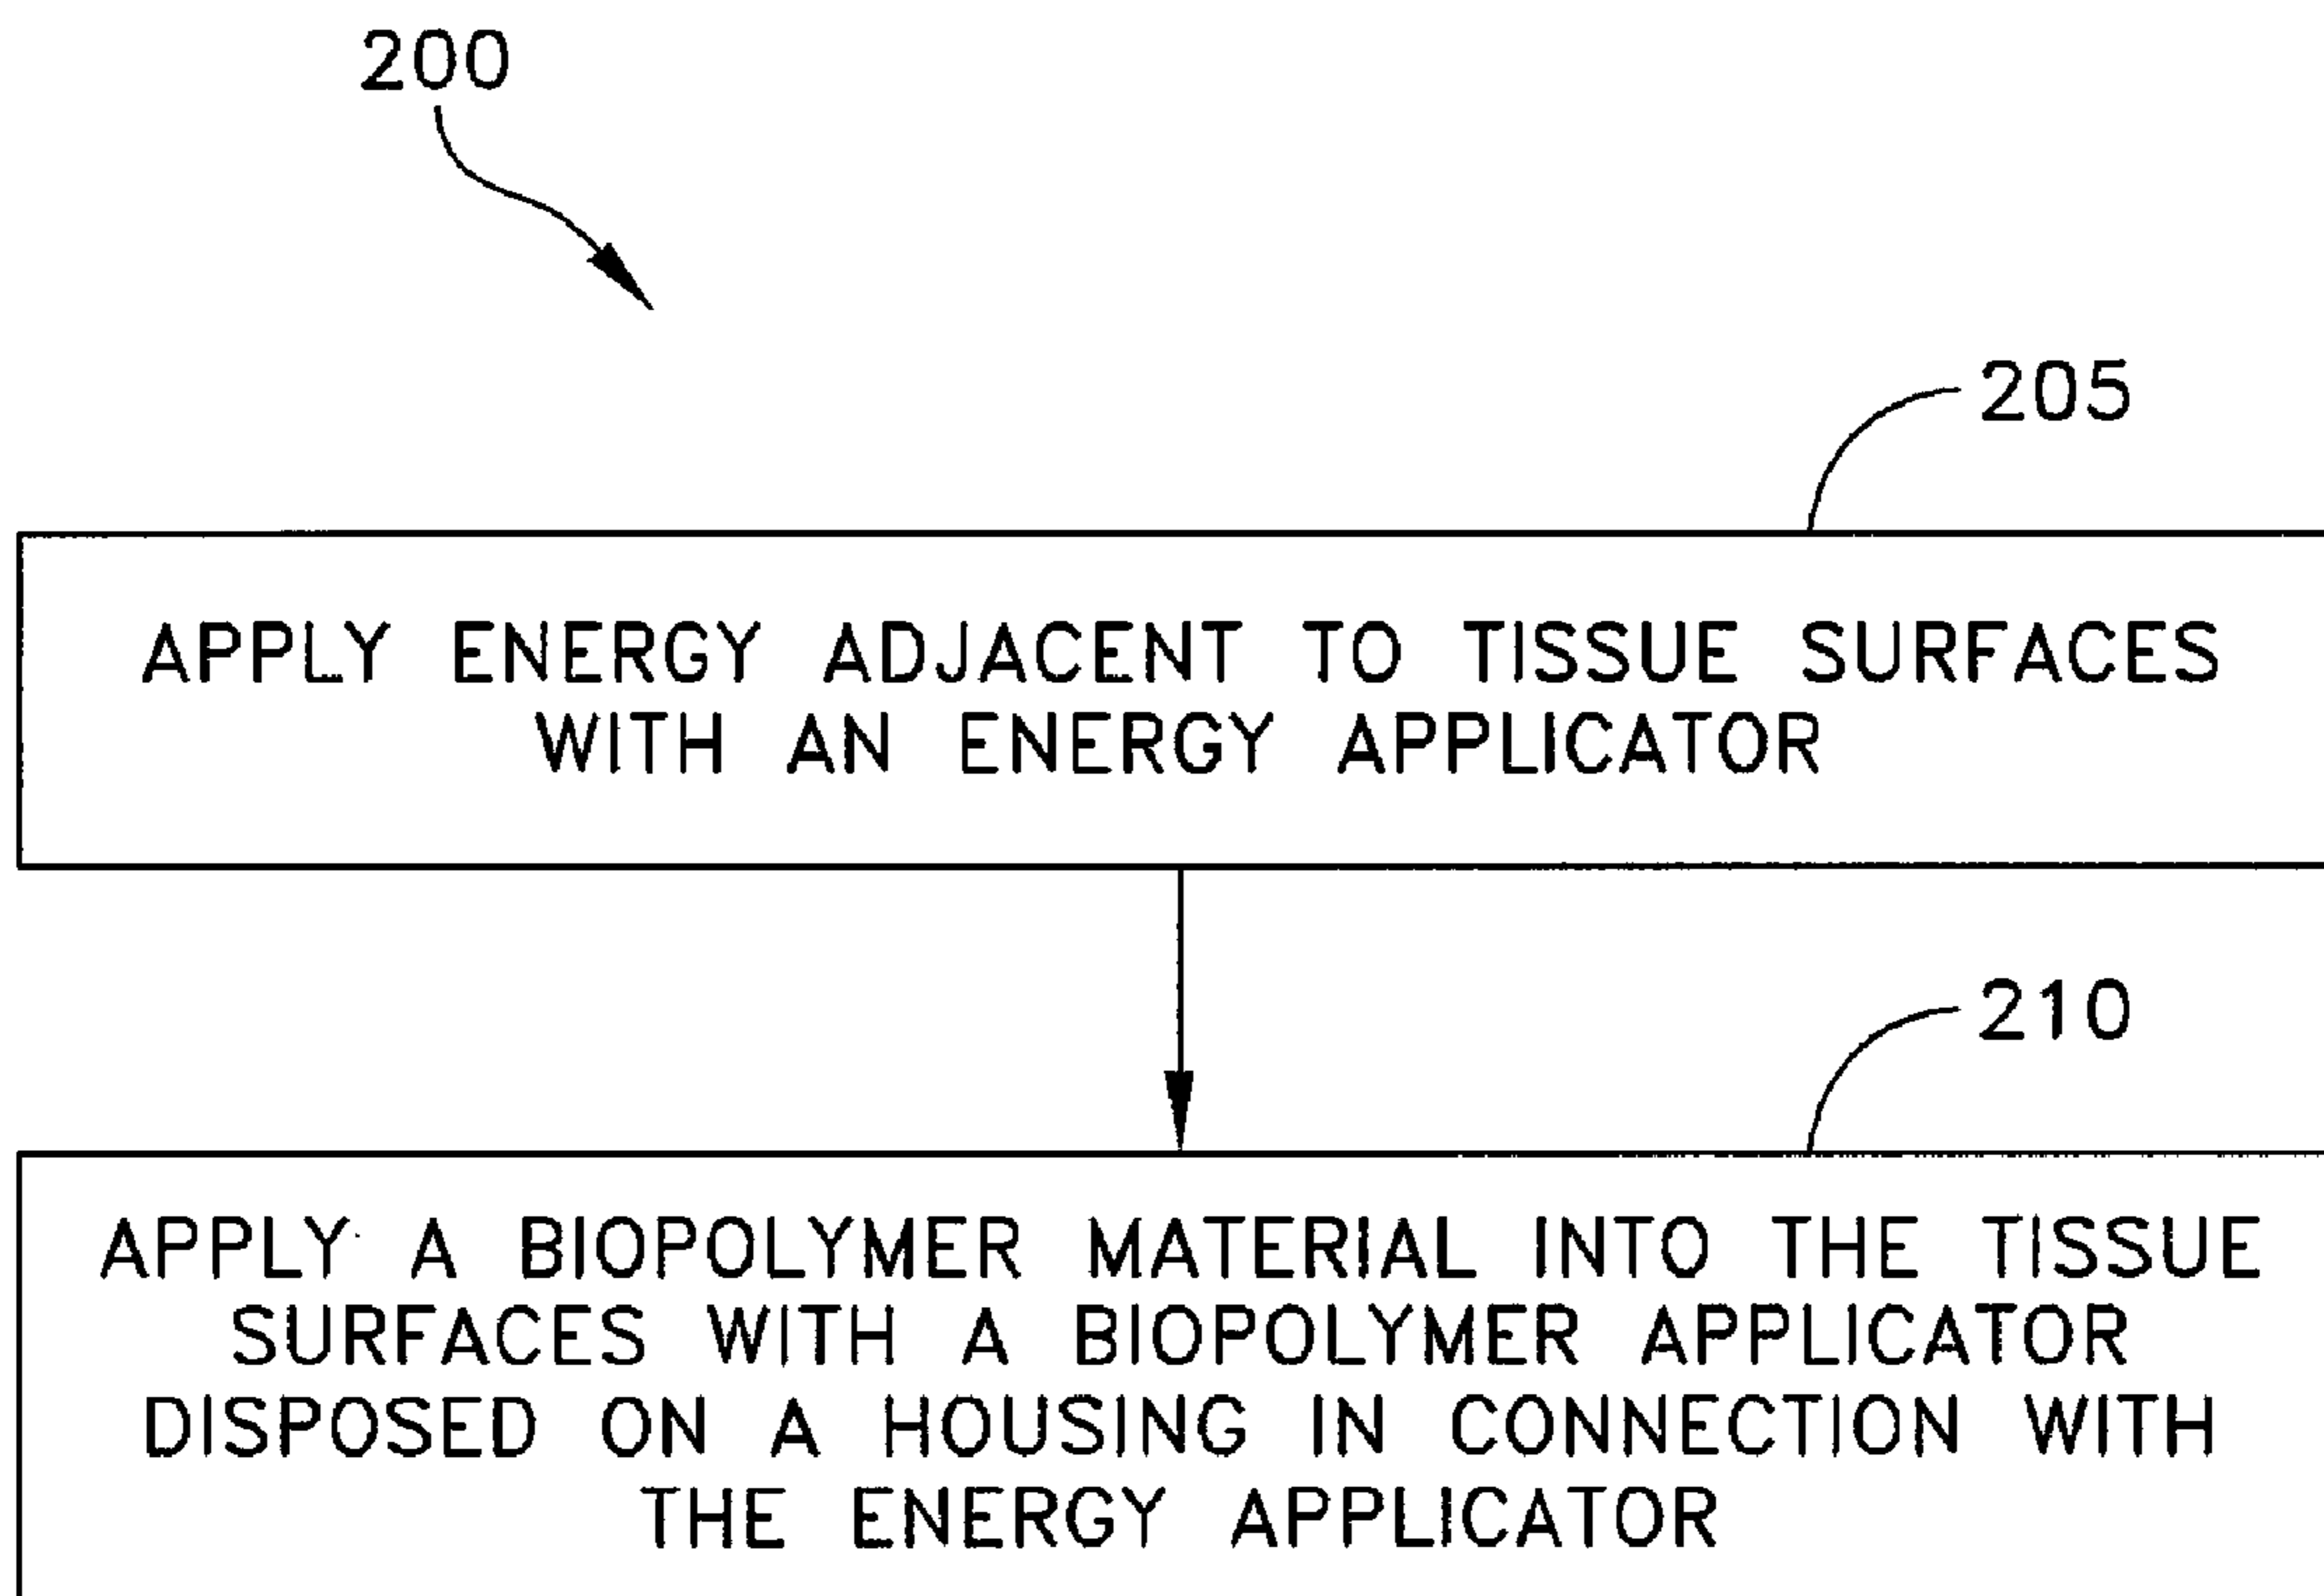 200
205
APPLY ENERGY ADJACENT TO TISSUE SURFACES
WITH AN ENERGY APPLICATOR
210
APPLY A BIOPOLYMER MATERIAL INTO THE TISSUE
SURFACES WITH A BIOPOLYMER APPLICATOR
DISPOSED ON A HOUSING IN CONNECTION WITH
THE ENERGY APPLICATOR